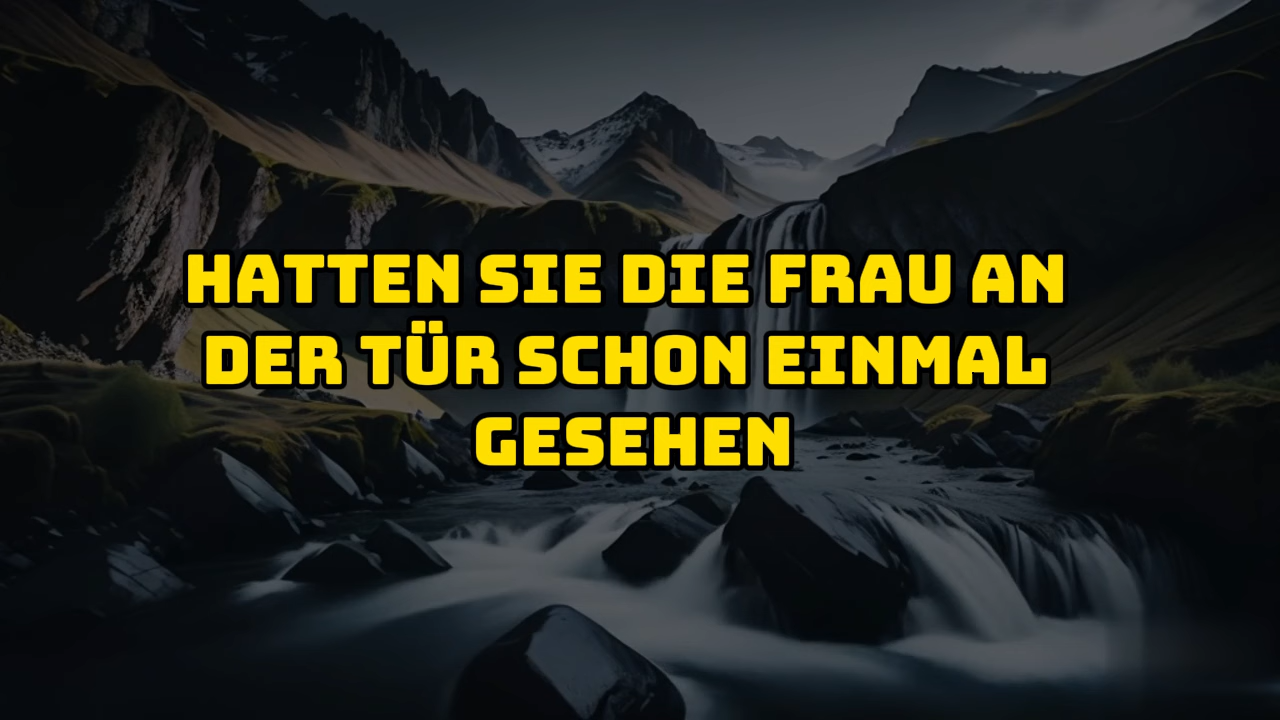 HATTEN SIE DIE FRAU AN
DER TÜR SCHON EINMAL
GESEHEN